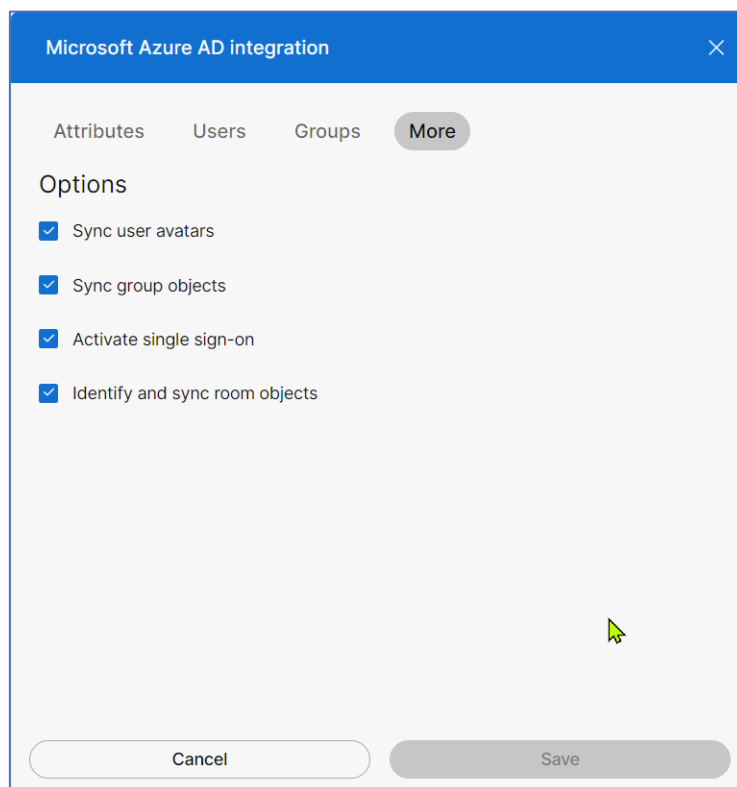 Microsoft Azure AD integration
Attributes Users Groups More
Options
Sync user avatars
Sync group objects
Activate single sign-on
Identify and sync room objects
Cancel Save